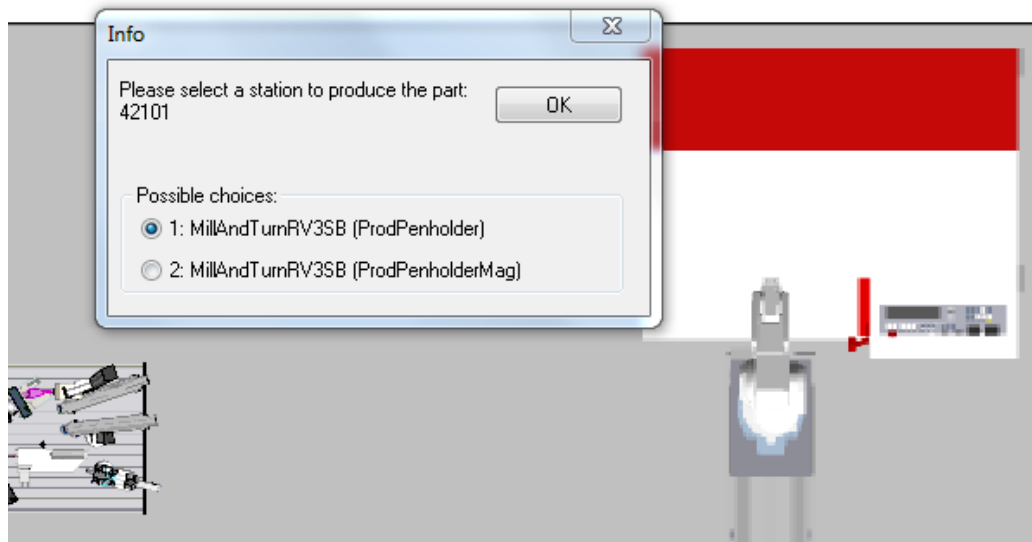 Info
Please select a station to produce the part:
42101
OK
Possible choices:
1: MillAndTurnRV3SB (ProdPenholder)
2: MillAndTurnRV3SB (ProdPenholderMag)